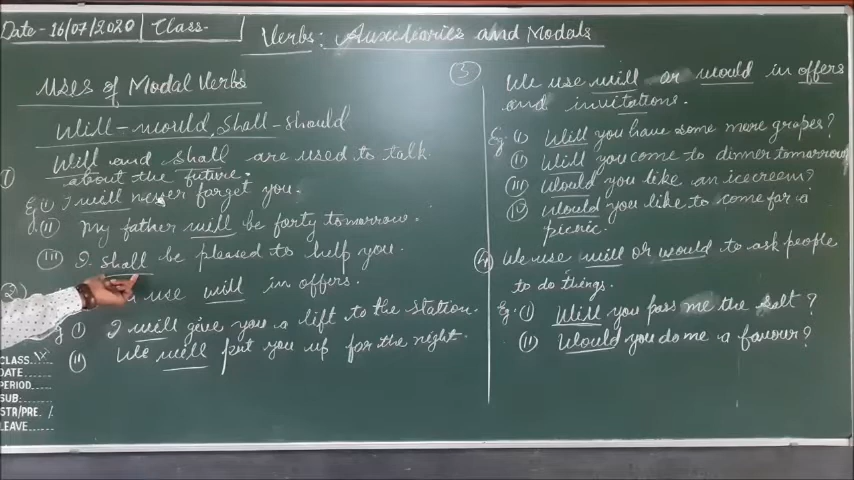 Date - 16/07/2020 Class-
Verbs: Auxiliaries and Modals
Uses of Modal Verbs
Will-would, Shall-should
① Will and shall are used to talk
about the future.
Eg (i) I will never forget you.
(ii) My father will be forty tomorrow.
(iii) I shall be pleased to help you.
2) use will in offers.
(i) I will give you a lift to the station.
(ii) We will put you up for the night.
③ We use will or would in offers
and invitations.
Eg: (i) Will you have some more grapes?
(ii) Will you come to dinner tomorrow
(iii) Would you like an icecream?
(iv) Would you like to come for a
picnic.
④ We use will or would to ask people
to do things.
Eg: (i) Will you pass me the salt?
(ii) Would you do me a favour?
CLASS
DATE
PERIOD
SUB.
STR/PRE.
LEAVE